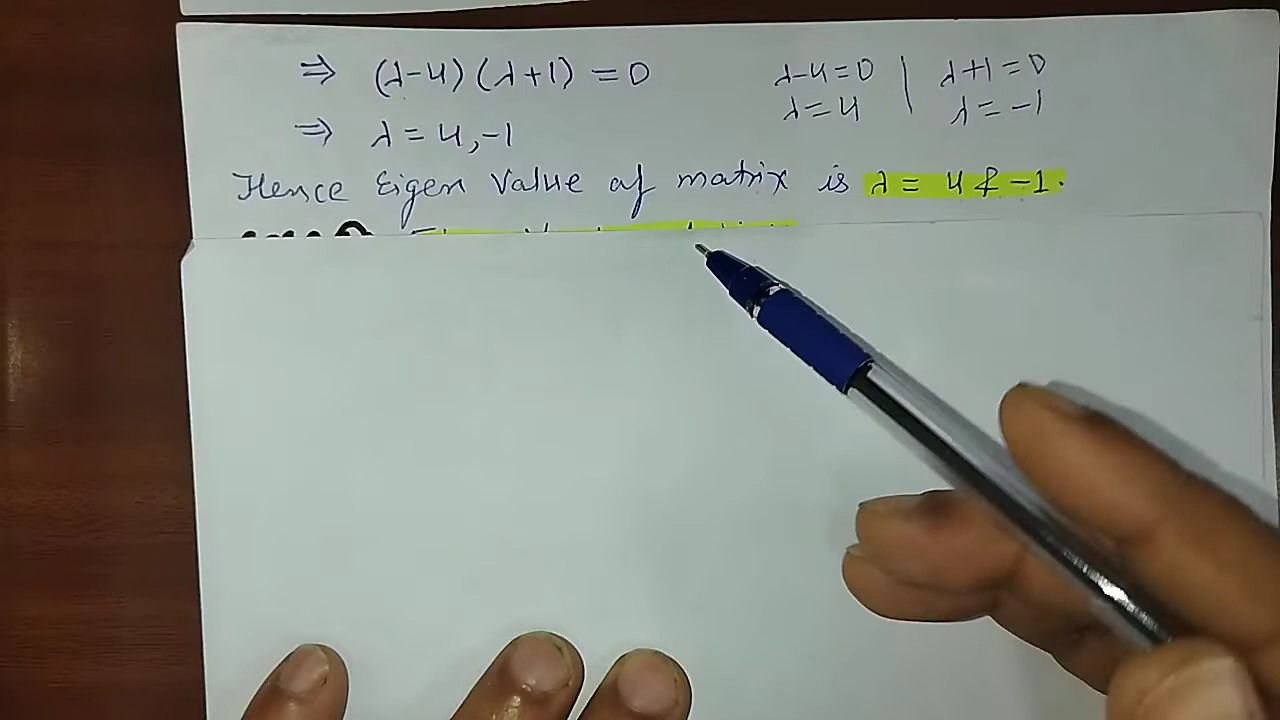 ⇒ (λ-4)(λ+1) = 0 λ-4=0 | λ+1=0
λ=4 | λ=-1
⇒ λ = 4,-1
Hence Eigen Value of matrix is λ = 4 & -1.